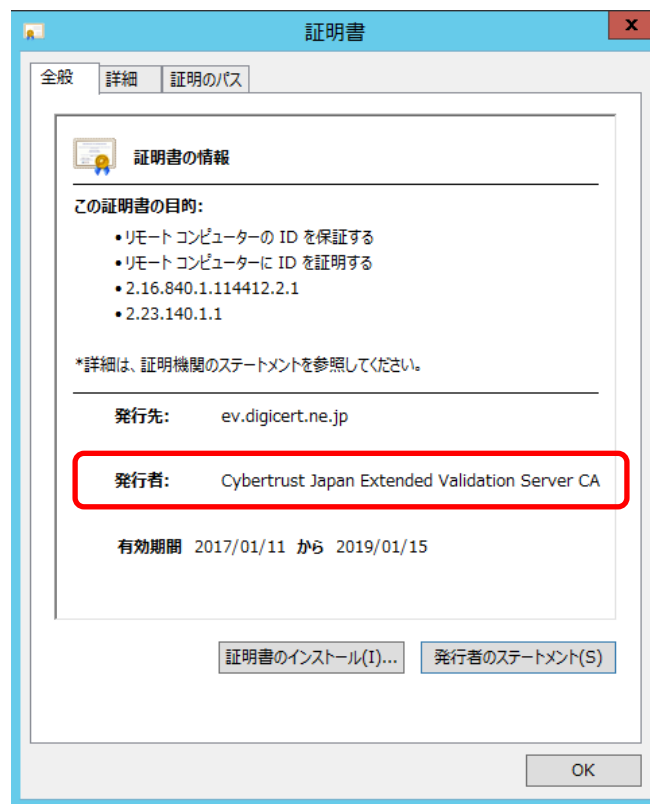 証明書
x
全般 詳細 証明のパス
証明書の情報
この証明書の目的:
•リモート コンピューターの ID を保証する
•リモート コンピューターに ID を証明する
•2.16.840.1.114412.2.1
•2.23.140.1.1
*詳細は、証明機関のステートメントを参照してください。
発行先: ev.digicert.ne.jp
発行者: Cybertrust Japan Extended Validation Server CA
有効期間 2017/01/11 から 2019/01/15
証明書のインストール(I)... 発行者のステートメント(S)
OK